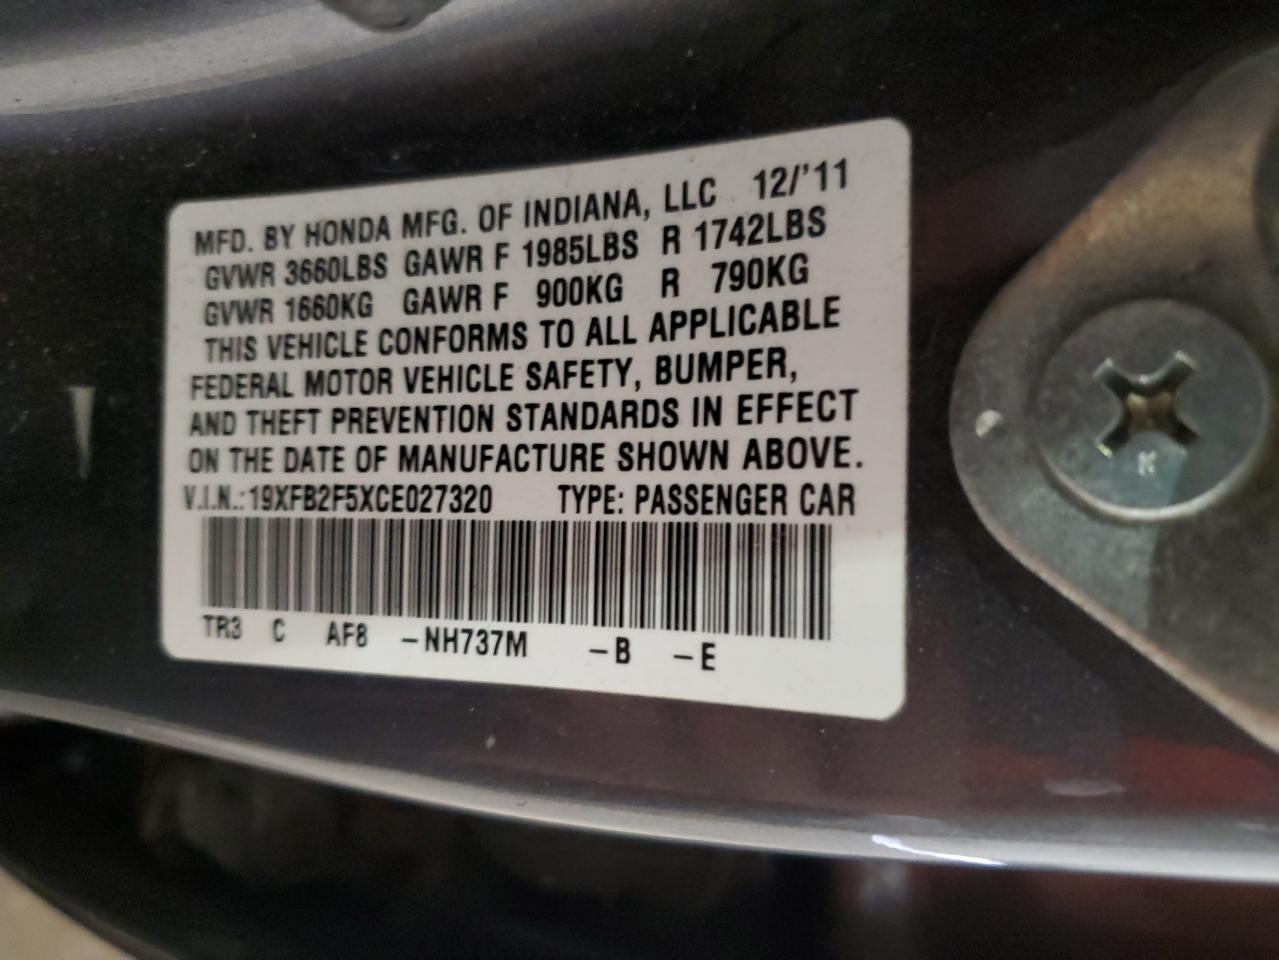 MFD. BY HONDA MFG. OF INDIANA, LLC 12/'11
GVWR 3660LBS GAWR F 1985LBS R 1742LBS
GVWR 1660KG GAWR F 900KG R 790KG
THIS VEHICLE CONFORMS TO ALL APPLICABLE
FEDERAL MOTOR VEHICLE SAFETY, BUMPER,
AND THEFT PREVENTION STANDARDS IN EFFECT
ON THE DATE OF MANUFACTURE SHOWN ABOVE.
V.I.N.:19XFB2F5XCE027320 TYPE: PASSENGER CAR
TR3 C AF8 -NH737M -B -E